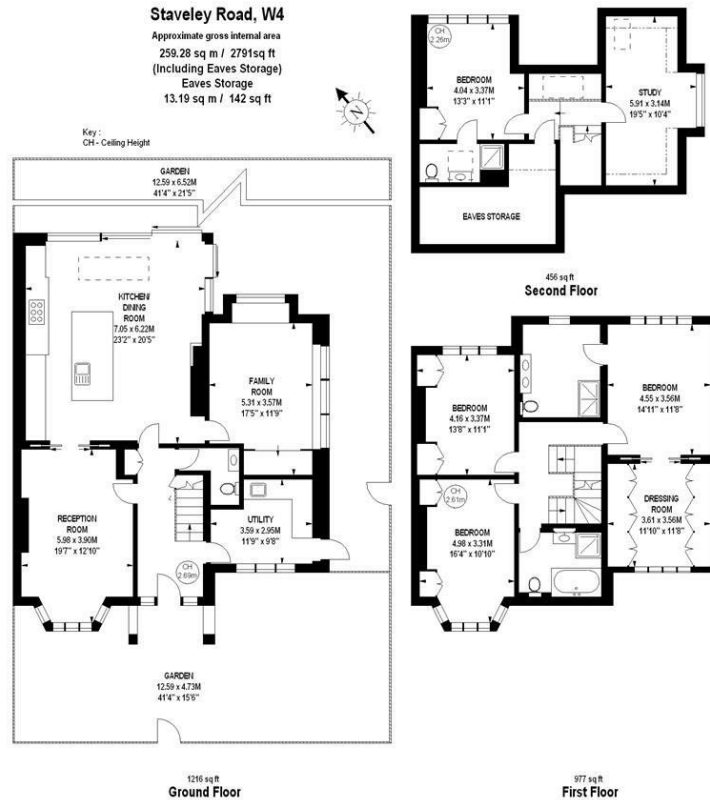 Staveley Road, W4
Approximate gross internal area
259.28 sq m / 2791sq ft
(Including Eaves Storage)
Eaves Storage
13.19 sq m / 142 sq ft
N
Key :
CH - Ceiling Height
GARDEN
12.59 x 6.52M
41'4" x 21'5"
KITCHEN/
DINING
ROOM
7.05 x 6.22M
23'2" x 20'5"
FAMILY
ROOM
5.31 x 3.57M
17'5" x 11'9"
RECEPTION
ROOM
5.98 x 3.90M
19'7" x 12'10"
UTILITY
3.59 x 2.95M
11'9" x 9'8"
CH
2.69m
GARDEN
12.59 x 4.73M
41'4" x 15'6"
1216 sq ft
Ground Floor
CH
2.26m
BEDROOM
4.04 x 3.37M
13'3" x 11'1"
STUDY
5.91 x 3.14M
19'5" x 10'4"
EAVES STORAGE
456 sq ft
Second Floor
BEDROOM
4.16 x 3.37M
13'8" x 11'1"
BEDROOM
4.55 x 3.56M
14'11" x 11'8"
CH
2.61m
BEDROOM
4.98 x 3.31M
16'4" x 10'10"
DRESSING
ROOM
3.61 x 3.56M
11'10" x 11'8"
977 sq ft
First Floor